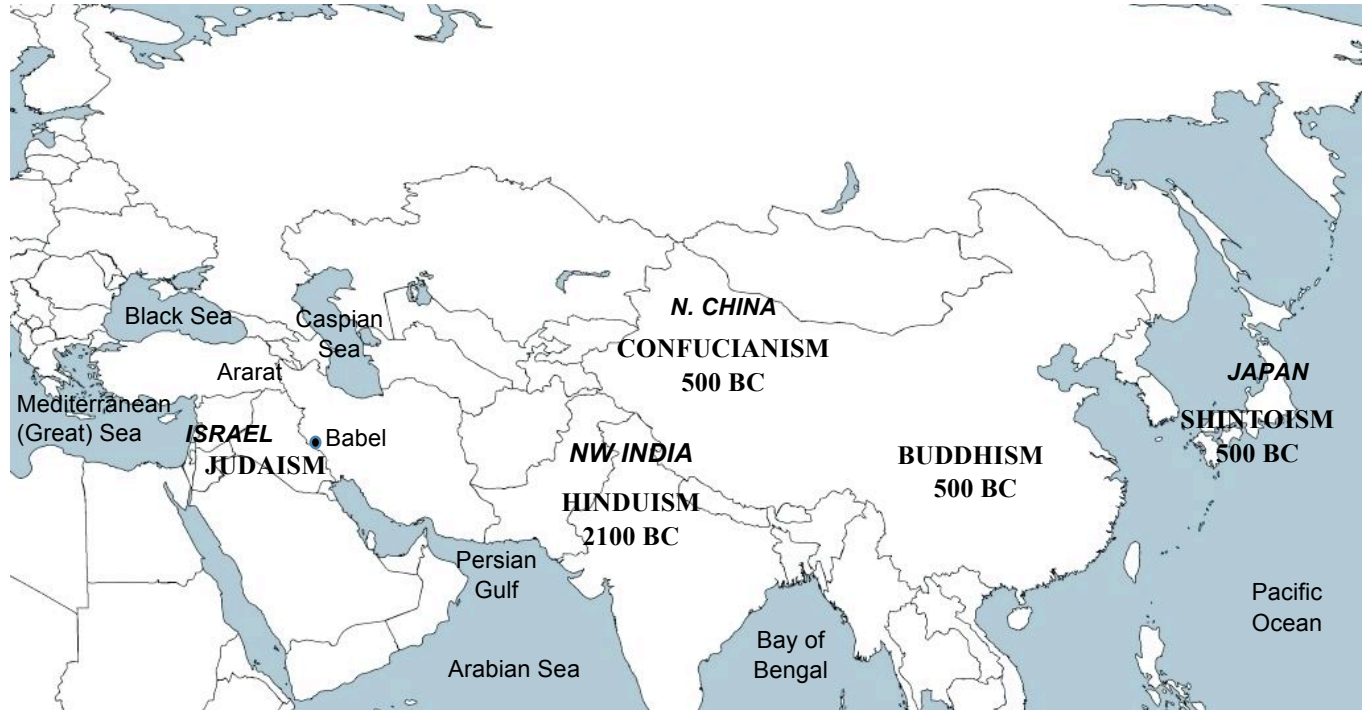 N. CHINA
Black Sea
Caspian
Sea
CONFUCIANISM
500 BC
Ararat
JAPAN
Mediterranean
(Great) Sea
SHINTOISM
500 BC
ISRAEL
Babel
JUDAISM
NW INDIA
BUDDHISM
500 BC
HINDUISM
2100 BC
Persian
Gulf
Pacific
Ocean
Bay of
Bengal
Arabian Sea